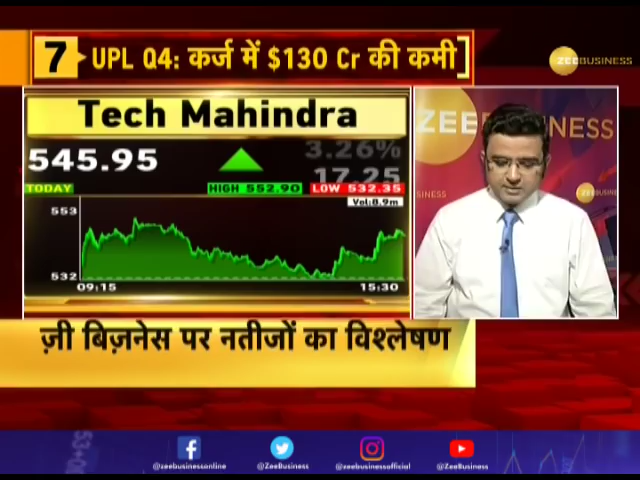 7 UPL Q4: कर्ज में $130 Cr की कमी
ZEEBUSINESS
Tech Mahindra
545.95
3.26%
17.25
TODAY HIGH 552.90 LOW 532.35
Vol:8.9m
553
532
09:15 15:30
ZEE BUSINESS
BUSINESS
ZEEBUSINESS
ज़ी बिज़नेस पर नतीजों का विश्लेषण
@zeebusinessonline @ZeeBusiness @zeebusinessofficial @ZeeBusiness